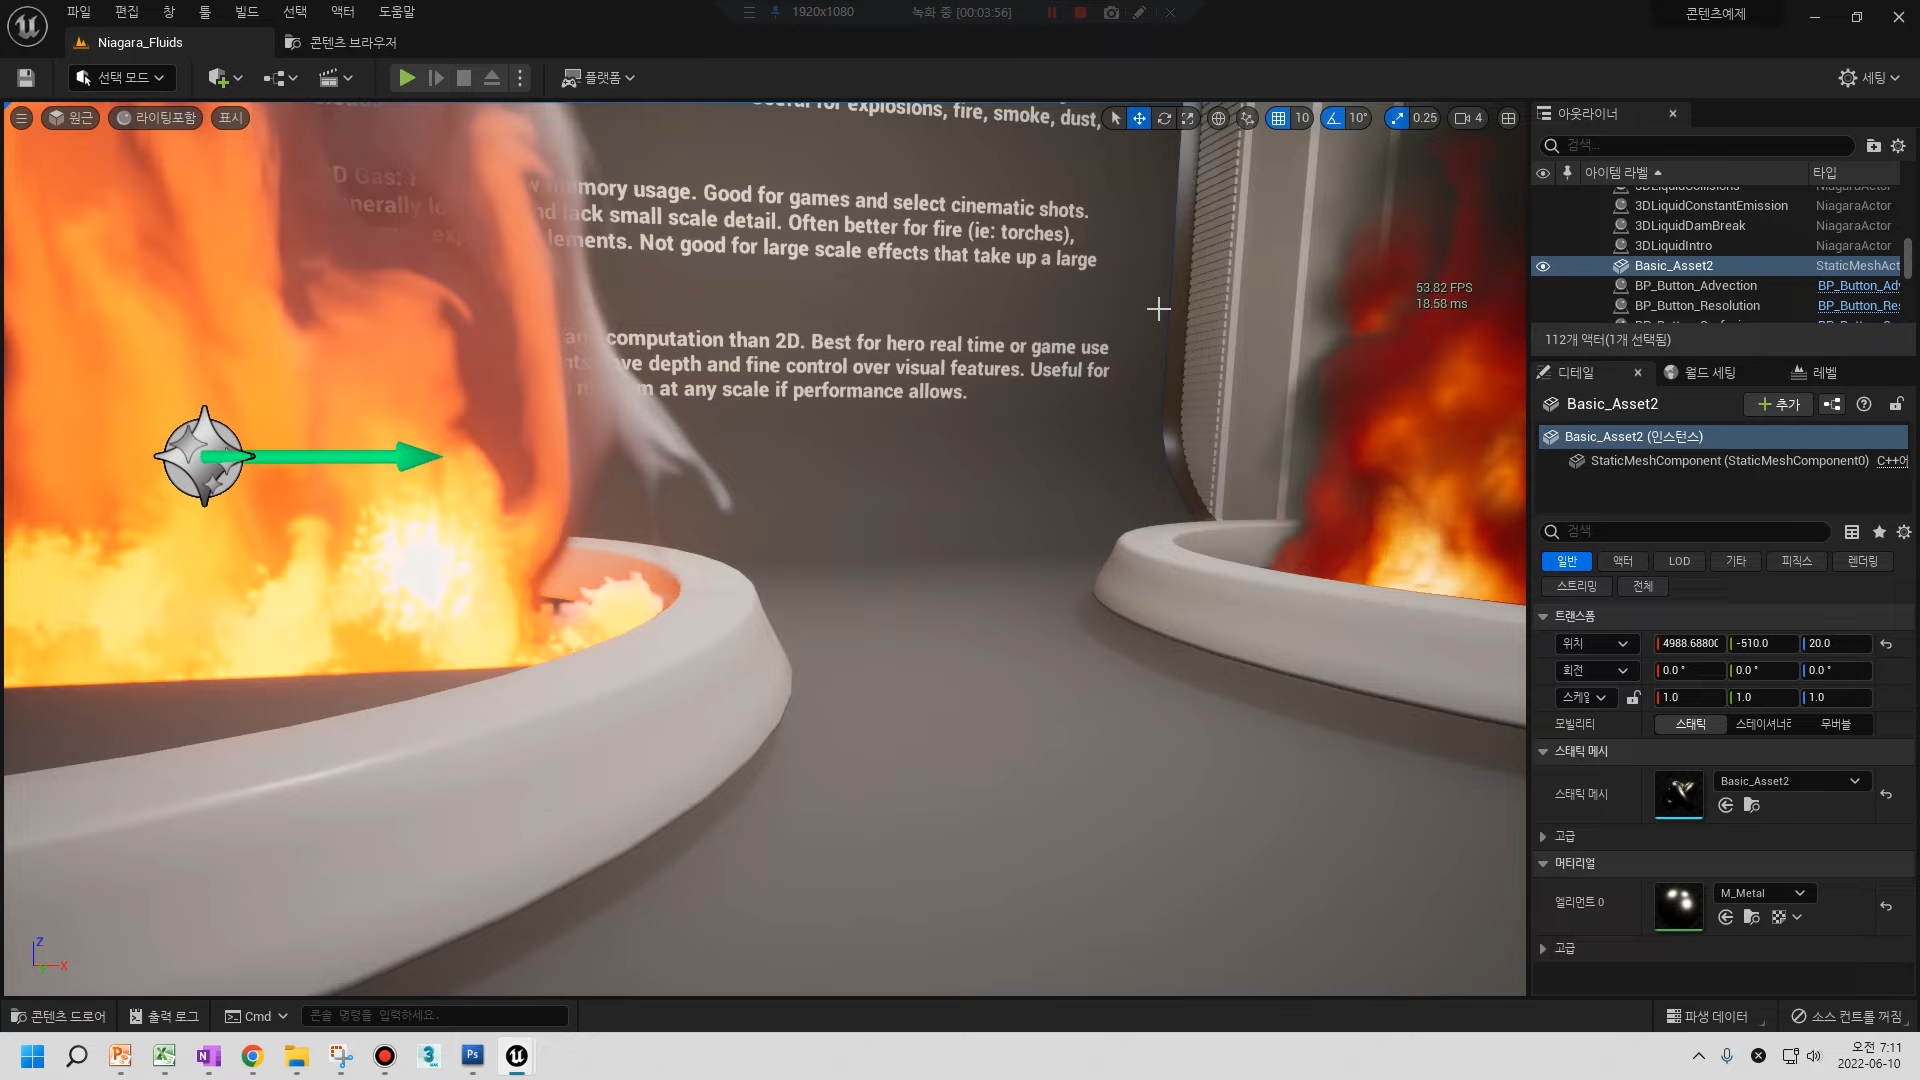 파일 편집 창 툴 빌드 선택 액터 도움말
1920x1080 녹화 중 [00:03:56]
콘텐츠예제
Niagara_Fluids
콘텐츠 브라우저
선택 모드
플랫폼
세팅
원근
라이팅포함
표시
10
10°
0.25
4
Useful for explosions, fire, smoke, dust,
memory usage. Good for games and select cinematic shots.
lack small scale detail. Often better for fire (ie: torches),
Not good for large scale effects that take up a large
computation than 2D. Best for hero real time or game use
depth and fine control over visual features. Useful for
at any scale if performance allows.
53.82 FPS
18.58 ms
Z
X
아웃라이너
검색...
아이템 라벨 타입
3DLiquidCollisions NiagaraActor
3DLiquidConstantEmission NiagaraActor
3DLiquidDamBreak NiagaraActor
3DLiquidIntro NiagaraActor
Basic_Asset2 StaticMeshAct
BP_Button_Advection BP_Button_Adv
BP_Button_Resolution BP_Button_Res
112개 액터(1개 선택됨)
디테일
월드 세팅
레벨
Basic_Asset2
추가
Basic_Asset2 (인스턴스)
StaticMeshComponent (StaticMeshComponent0) C++에
검색
일반 액터 LOD 기타 피직스 렌더링
스트리밍 전체
트랜스폼
위치 4988.68800 -510.0 20.0
회전 0.0 ° 0.0 ° 0.0 °
스케일 1.0 1.0 1.0
모빌리티 스태틱 스테이셔너리 무버블
스태틱 메시
스태틱 메시 Basic_Asset2
고급
머티리얼
엘리먼트 0 M_Metal
고급
콘텐츠 드로어
출력 로그
Cmd
콘솔 명령을 입력하세요.
파생 데이터
소스 컨트롤 꺼짐
오전 7:11
2022-06-10